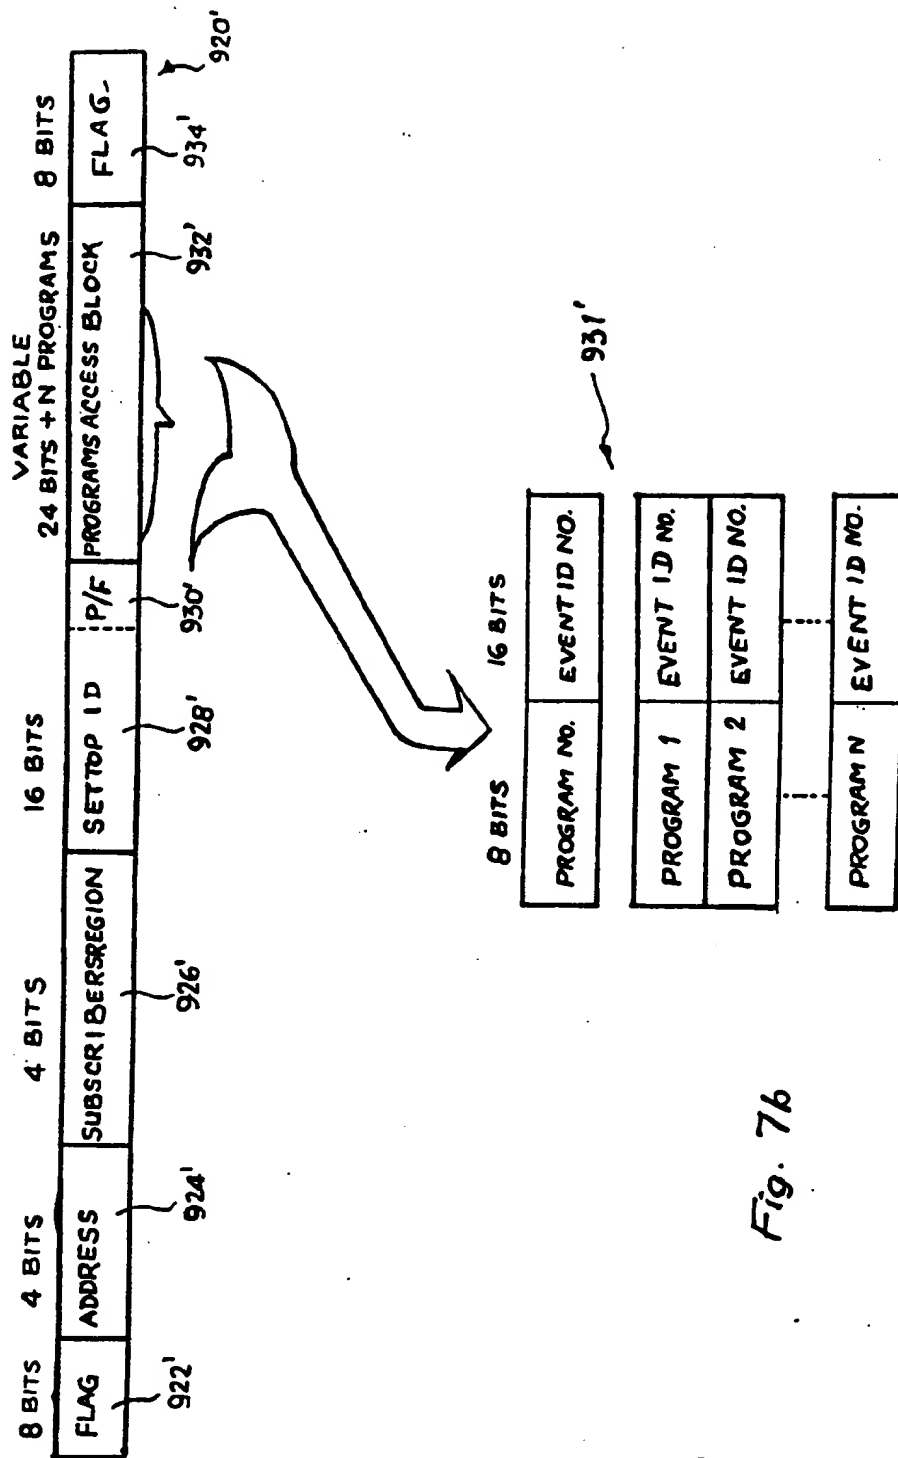 8 BITS 4 BITS 4 BITS 16 BITS VARIABLE 8 BITS
24 BITS + N PROGRAMS
FLAG ADDRESS SUBSCRIBERSREGION SETTOP ID P/F PROGRAMS ACCESS BLOCK FLAG
922' 924' 926' 928' 930' 932' 934' 920'
8 BITS 16 BITS
931'
PROGRAM NO. EVENT ID NO.
PROGRAM 1 EVENT ID NO.
PROGRAM 2 EVENT ID NO.
PROGRAM N EVENT ID NO.
Fig. 7b